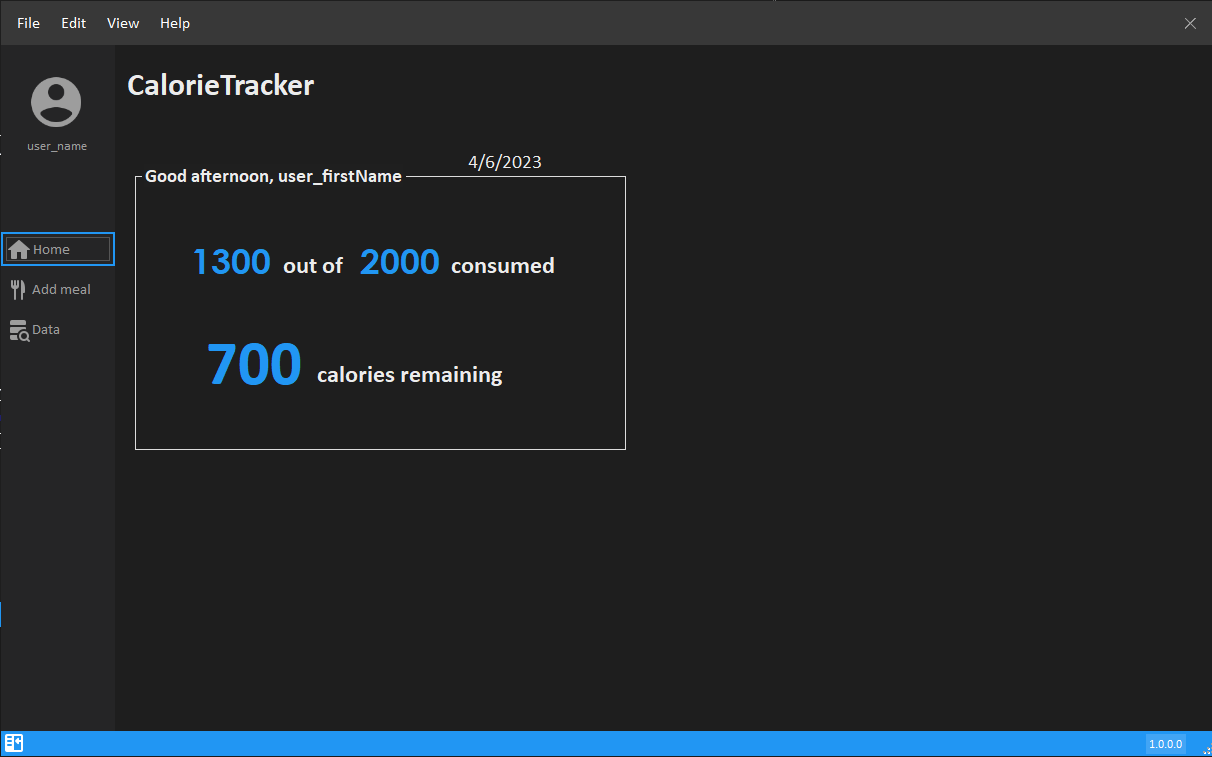 File Edit View Help
CalorieTracker
user_name
4/6/2023
Good afternoon, user_firstName
Home
1300 out of 2000 consumed
Add meal
Data
700 calories remaining
1.0.0.0